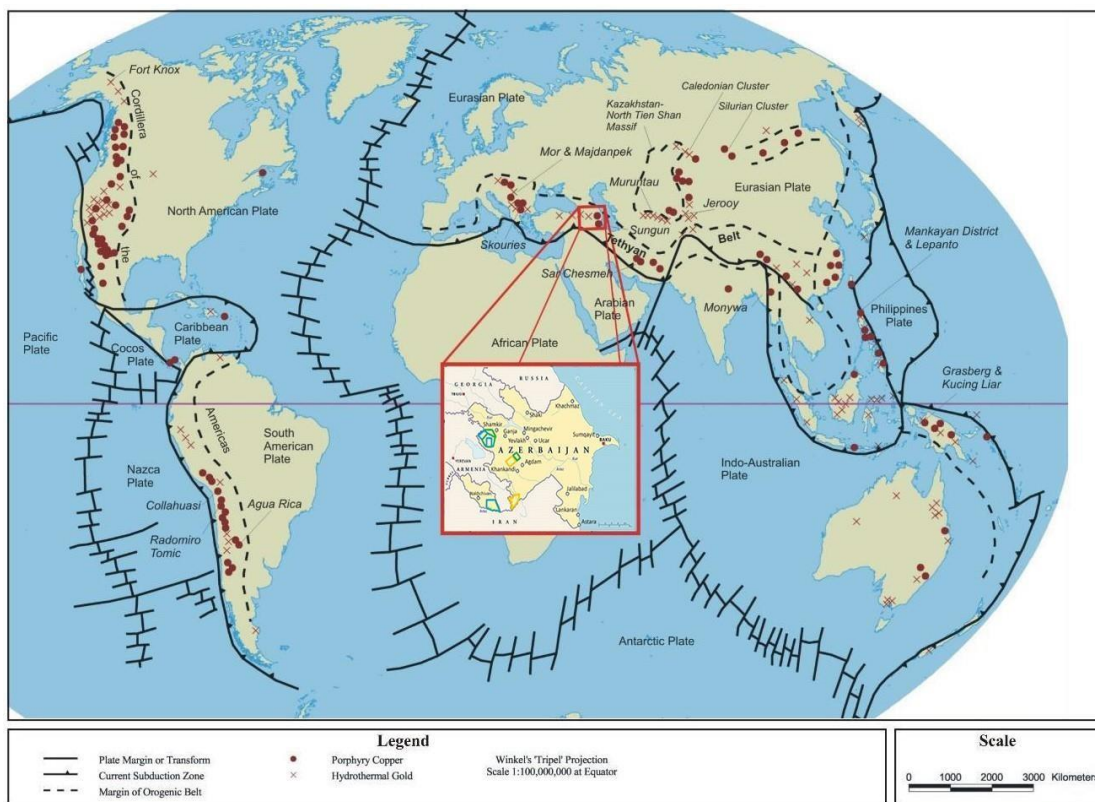 Fort Knox
Cordillera
of
the
Americas
North American Plate
Pacific
Plate
Cocos
Plate
Caribbean
Plate
South
American
Plate
Nazca
Plate
Collahuasi
Agua Rica
Radomiro
Tomic
Eurasian Plate
Mor & Majdanpek
Skouries
Kazakhstan-
North Tien Shan
Massif
Caledonian Cluster
Silurian Cluster
Muruntau
Eurasian Plate
Jerooy
Sungun
Tethyan
Belt
Sar Chesmeh
Arabian
Plate
African Plate
Monywa
Mankayan District
& Lepanto
Philippines
Plate
Grasberg &
Kucing Liar
Indo-Australian
Plate
Antarctic Plate
GEORGIA
RUSSIA
Khachmaz
Shaki
Shamkir
Ganja
Mingachevir
Yevlakh
Ucar
Sumqayit
BAKU
AZERBAIJAN
ARMENIA
Agdam
Khankandi
Jalilabad
Lankaran
Astara
IRAN
Legend
Plate Margin or Transform
Current Subduction Zone
Margin of Orogenic Belt
Porphyry Copper
Hydrothermal Gold
Winkel's 'Tripel' Projection
Scale 1:100,000,000 at Equator
Scale
0 1000 2000 3000 Kilometers